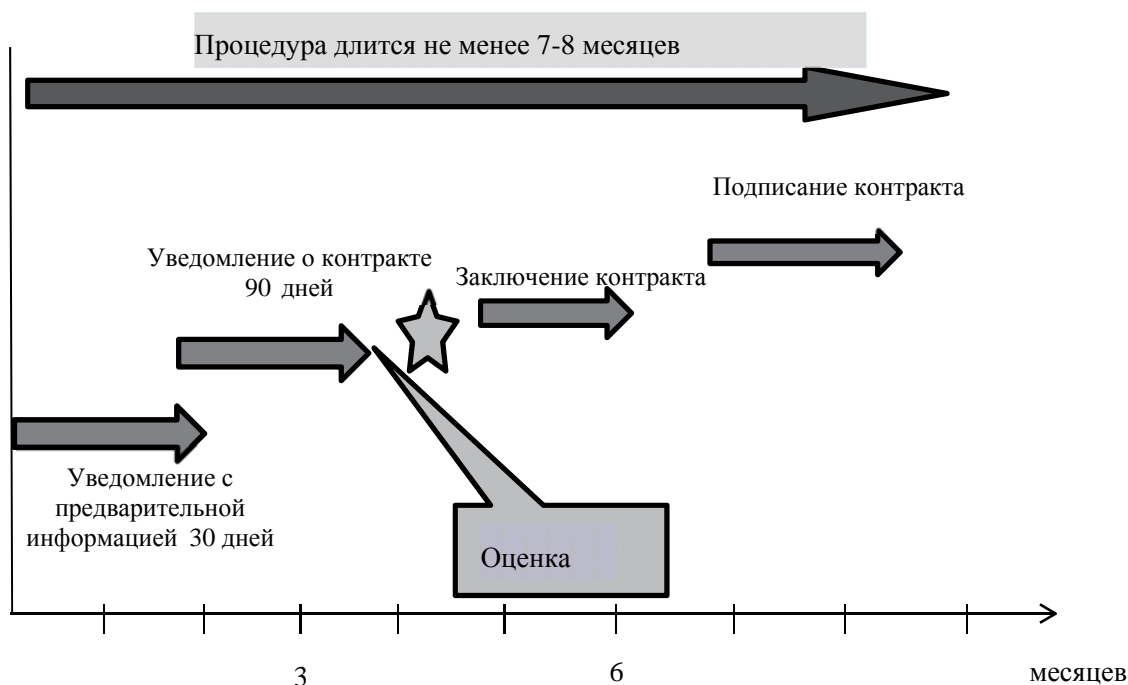 Процедура длится не менее 7-8 месяцев
Подписание контракта
Уведомление о контракте
90 дней
Заключение контракта
Уведомление с
предварительной
информацией 30 дней
Оценка
3
6
месяцев